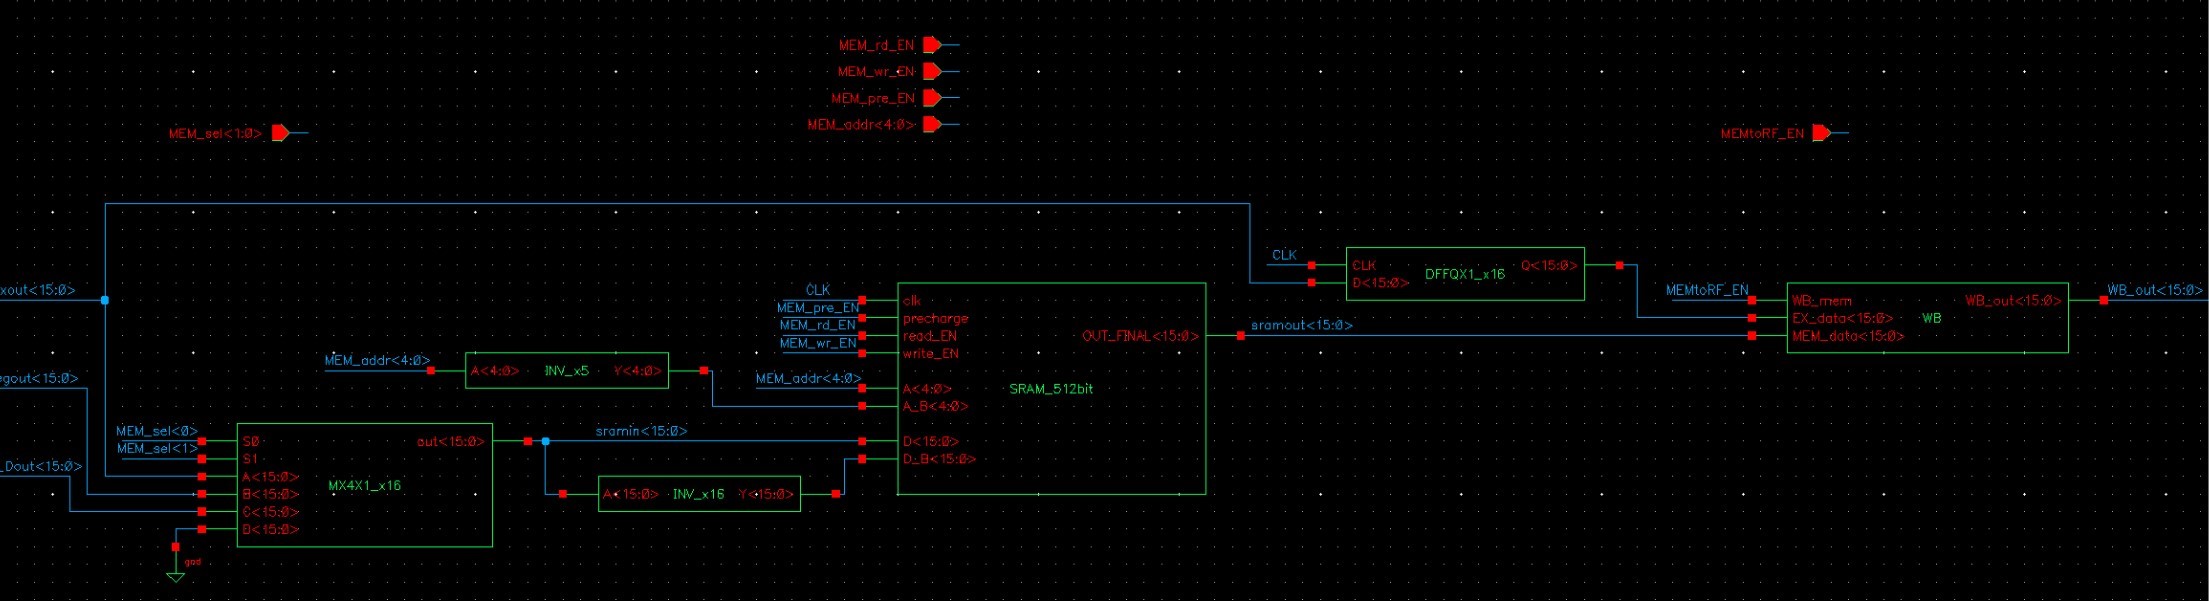 MEM_rd_EN
MEM_wr_EN
MEM_pre_EN
MEM_addr<4:0>
MEM_sel<1:0>
MEMtoRF_EN
CLK
CLK
D<15:0>
Q<15:0>
DFFQX1_x16
xout<15:0>
CLK
MEM_pre_EN
MEM_rd_EN
MEM_wr_EN
clk
precharge
read_EN
write_EN
OUT_FINAL<15:0>
sramout<15:0>
MEMtoRF_EN
WB_mem
EX_data<15:0>
MEM_data<15:0>
WB
WB_out<15:0>
WB_out<15:0>
MEM_addr<4:0>
A<4:0>
INV_x5
Y<4:0>
MEM_addr<4:0>
A<4:0>
A_B<4:0>
SRAM_512bit
egout<15:0>
MEM_sel<0>
MEM_sel<1>
S0
S1
out<15:0>
sramin<15:0>
D<15:0>
D_B<15:0>
_Dout<15:0>
A<15:0>
B<15:0>
C<15:0>
D<15:0>
MX4X1_x16
A<15:0>
INV_x16
Y<15:0>
gnd